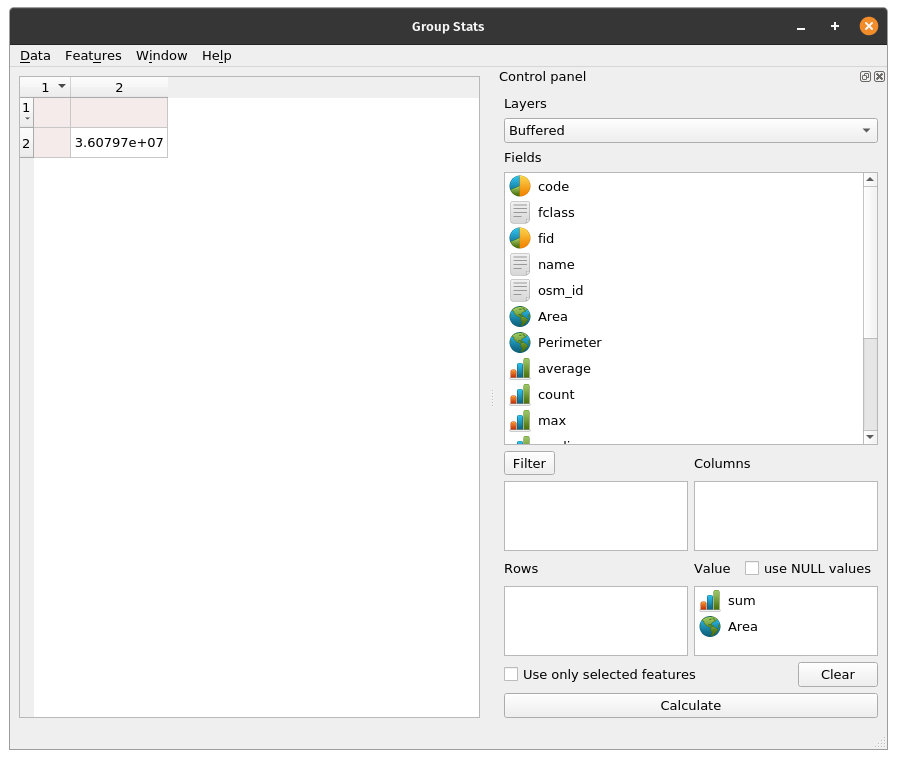 Group Stats
Data Features Window Help
1 2
1
2 3.60797e+07
Control panel
Layers
Buffered
Fields
code
fclass
fid
name
osm_id
Area
Perimeter
average
count
max
Filter
Columns
Rows
Value
use NULL values
sum
Area
Use only selected features
Clear
Calculate